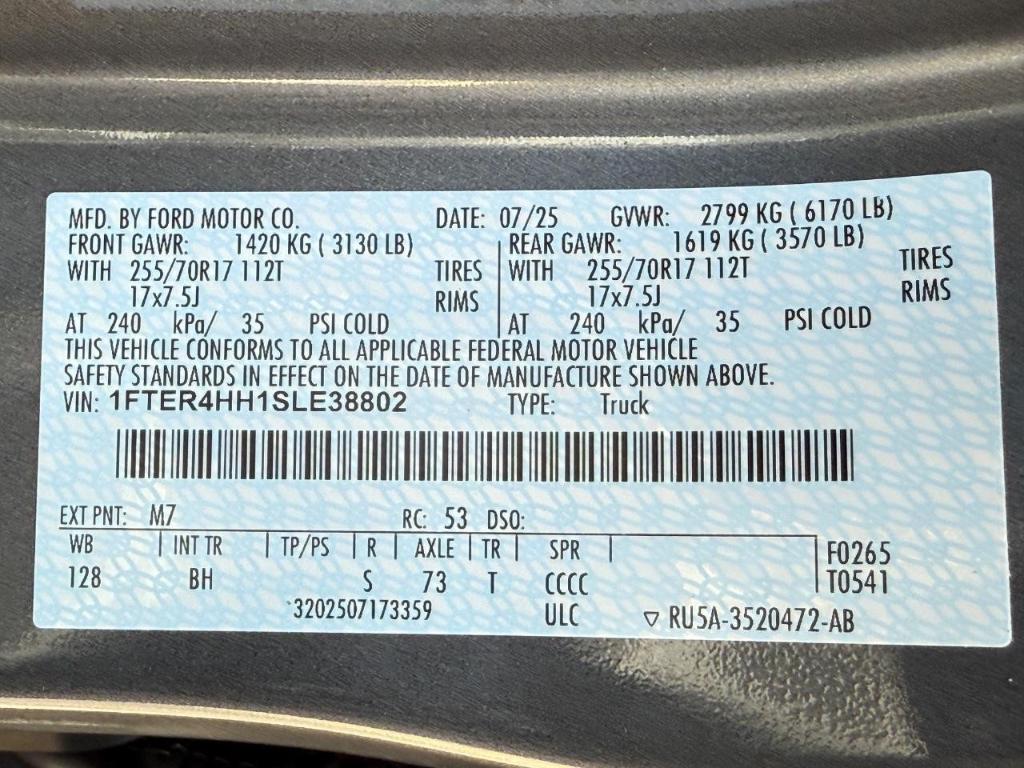 MFD. BY FORD MOTOR CO. DATE: 07/25 GVWR: 2799 KG ( 6170 LB)
FRONT GAWR: 1420 KG ( 3130 LB) REAR GAWR: 1619 KG ( 3570 LB)
WITH 255/70R17 112T TIRES WITH 255/70R17 112T TIRES
17x7.5J RIMS 17x7.5J RIMS
AT 240 kPa/ 35 PSI COLD AT 240 kPa/ 35 PSI COLD
THIS VEHICLE CONFORMS TO ALL APPLICABLE FEDERAL MOTOR VEHICLE
SAFETY STANDARDS IN EFFECT ON THE DATE OF MANUFACTURE SHOWN ABOVE.
VIN: 1FTER4HH1SLE38802 TYPE: Truck
EXT PNT: M7 RC: 53 DSO:
WB | INT TR | TP/PS | R | AXLE | TR | SPR | F0265
128 BH S 73 T CCCC T0541
*3202507173359 ULC ▽ RU5A-3520472-AB